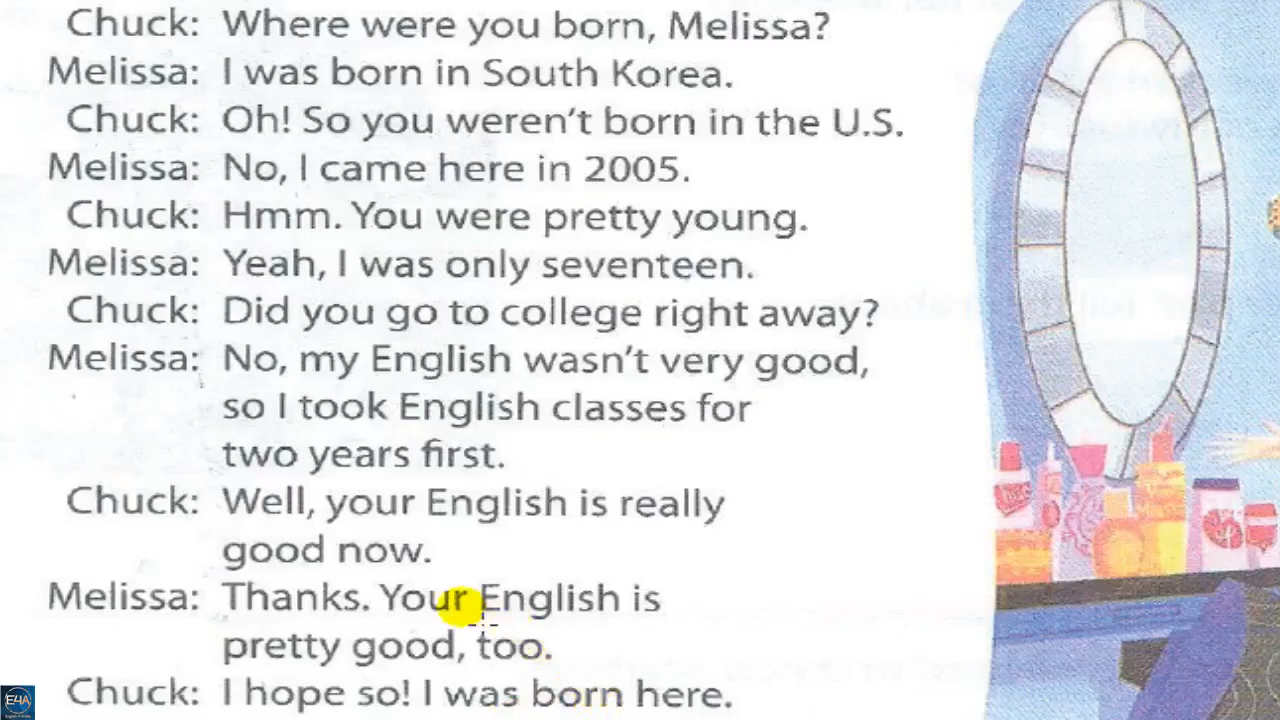 Chuck: Where were you born, Melissa?
Melissa: I was born in South Korea.
Chuck: Oh! So you weren't born in the U.S.
Melissa: No, I came here in 2005.
Chuck: Hmm. You were pretty young.
Melissa: Yeah, I was only seventeen.
Chuck: Did you go to college right away?
Melissa: No, my English wasn't very good,
so I took English classes for
two years first.
Chuck: Well, your English is really
good now.
Melissa: Thanks. Your English is
pretty good, too.
Chuck: I hope so! I was born here.
E4A